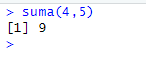 > suma(4,5)
[1] 9
>